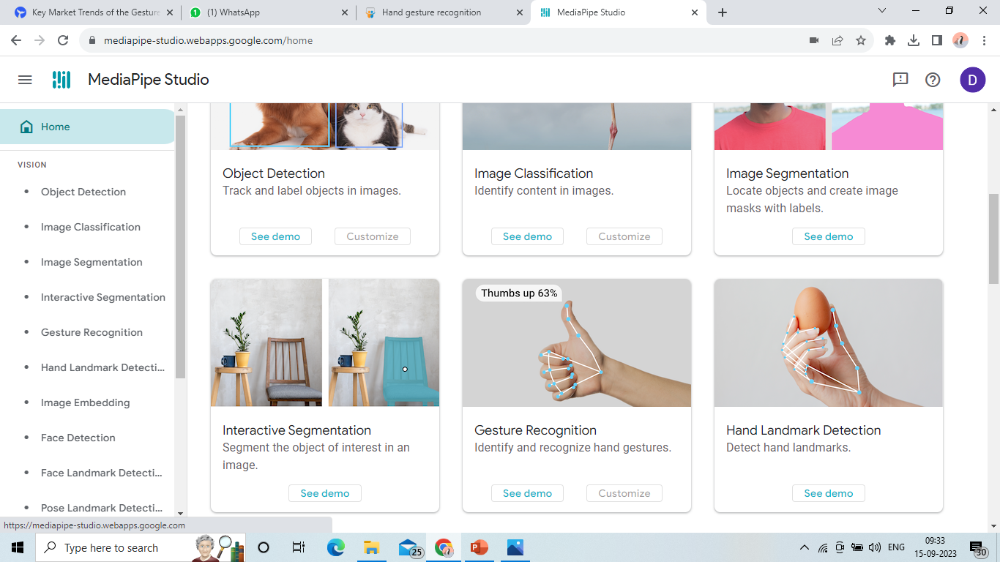 Key Market Trends of the Gesture
(1) WhatsApp
Hand gesture recognition
MediaPipe Studio
mediapipe-studio.webapps.google.com/home
MediaPipe Studio
D
Home
VISION
Object Detection
Image Classification
Image Segmentation
Interactive Segmentation
Gesture Recognition
Hand Landmark Detecti...
Image Embedding
Face Detection
Face Landmark Detecti...
Pose Landmark Detecti...
Object Detection
Track and label objects in images.
See demo
Customize
Image Classification
Identify content in images.
See demo
Customize
Image Segmentation
Locate objects and create image
masks with labels.
See demo
Interactive Segmentation
Segment the object of interest in an
image.
See demo
Thumbs up 63%
Gesture Recognition
Identify and recognize hand gestures.
See demo
Customize
Hand Landmark Detection
Detect hand landmarks.
See demo
https://mediapipe-studio.webapps.google.com
Type here to search
25
ENG
09:33
15-09-2023
30